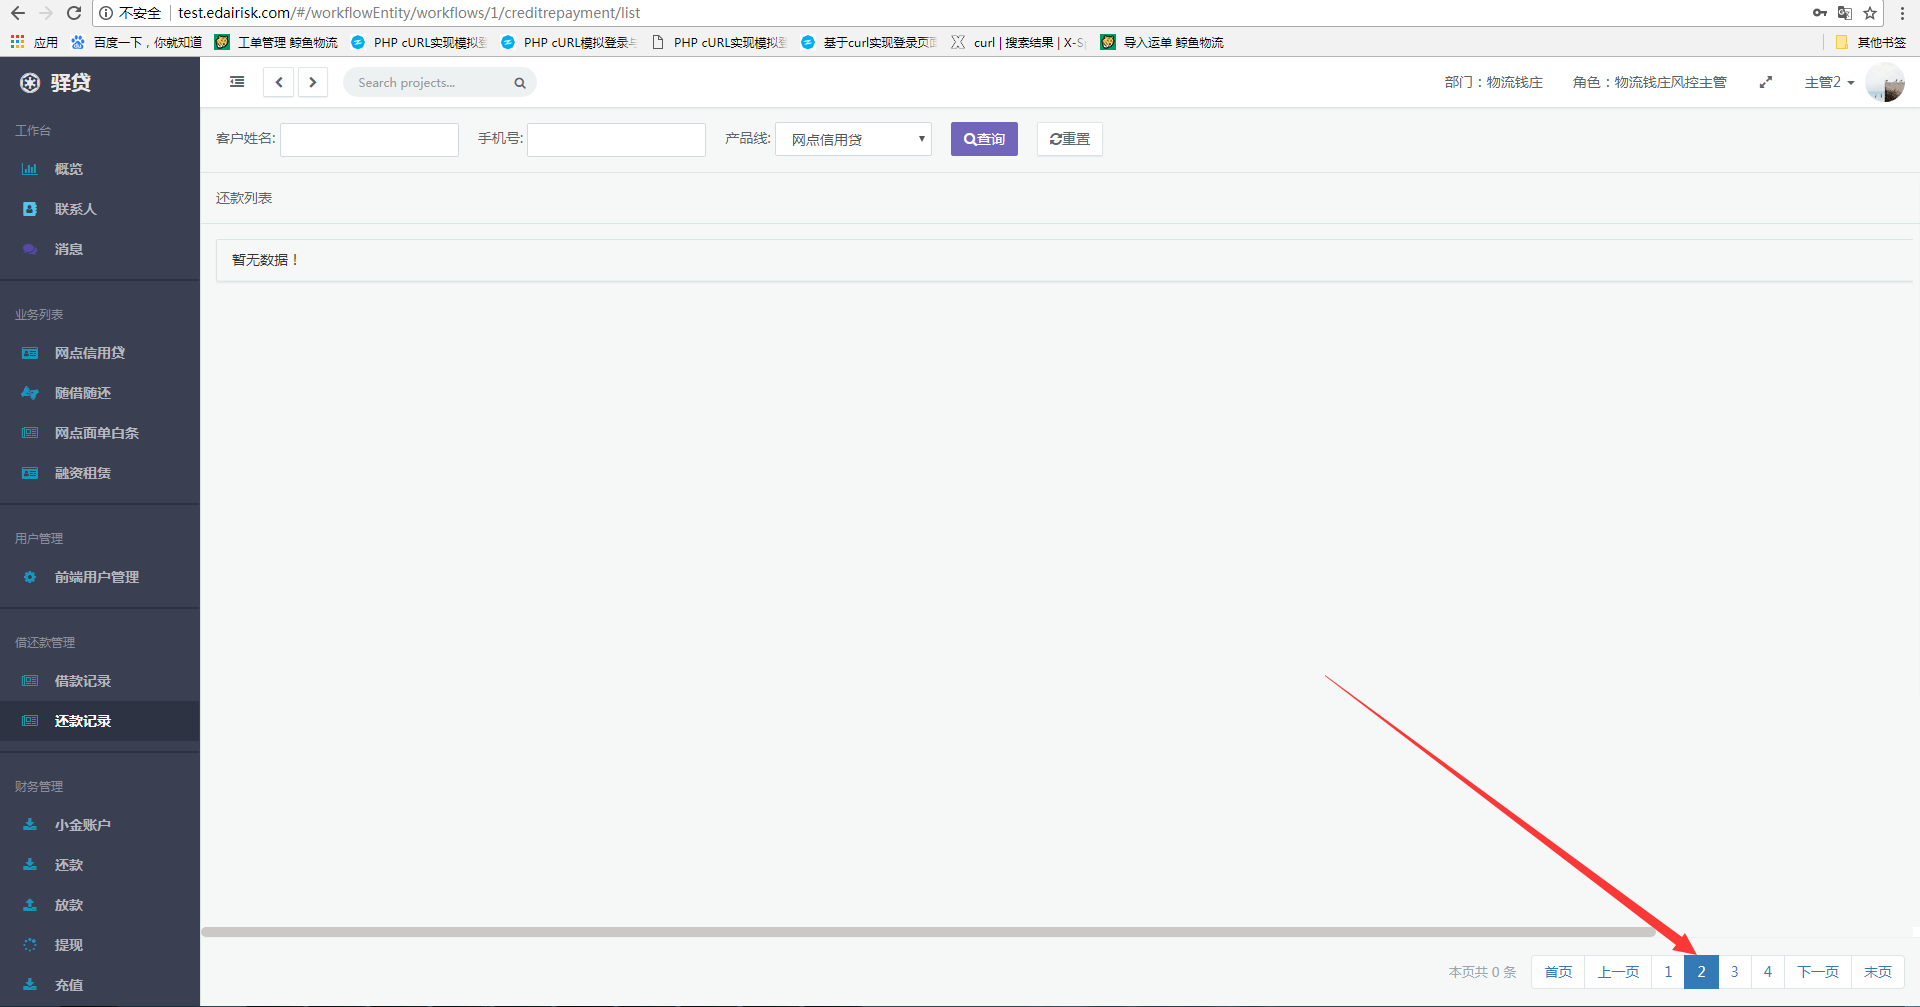 不安全 test.edairisk.com/#/workflowEntity/workflows/1/creditrepayment/list
应用 百度一下，你就知道 工单管理 鲸鱼物流 PHP cURL实现模拟登 PHP cURL模拟登录与 PHP cURL实现模拟登 基于curl实现登录页面 curl | 搜索结果 | X-Sp 导入运单 鲸鱼物流 其他书签
驿贷
Search projects...
部门：物流钱庄 角色：物流钱庄风控主管 主管2
工作台
概览
联系人
消息
业务列表
网点信用贷
随借随还
网点面单白条
融资租赁
用户管理
前端用户管理
借还款管理
借款记录
还款记录
财务管理
小金账户
还款
放款
提现
充值
客户姓名: 手机号: 产品线: 网点信用贷 查询 重置
还款列表
暂无数据！
本页共 0 条 首页 上一页 1 2 3 4 下一页 末页